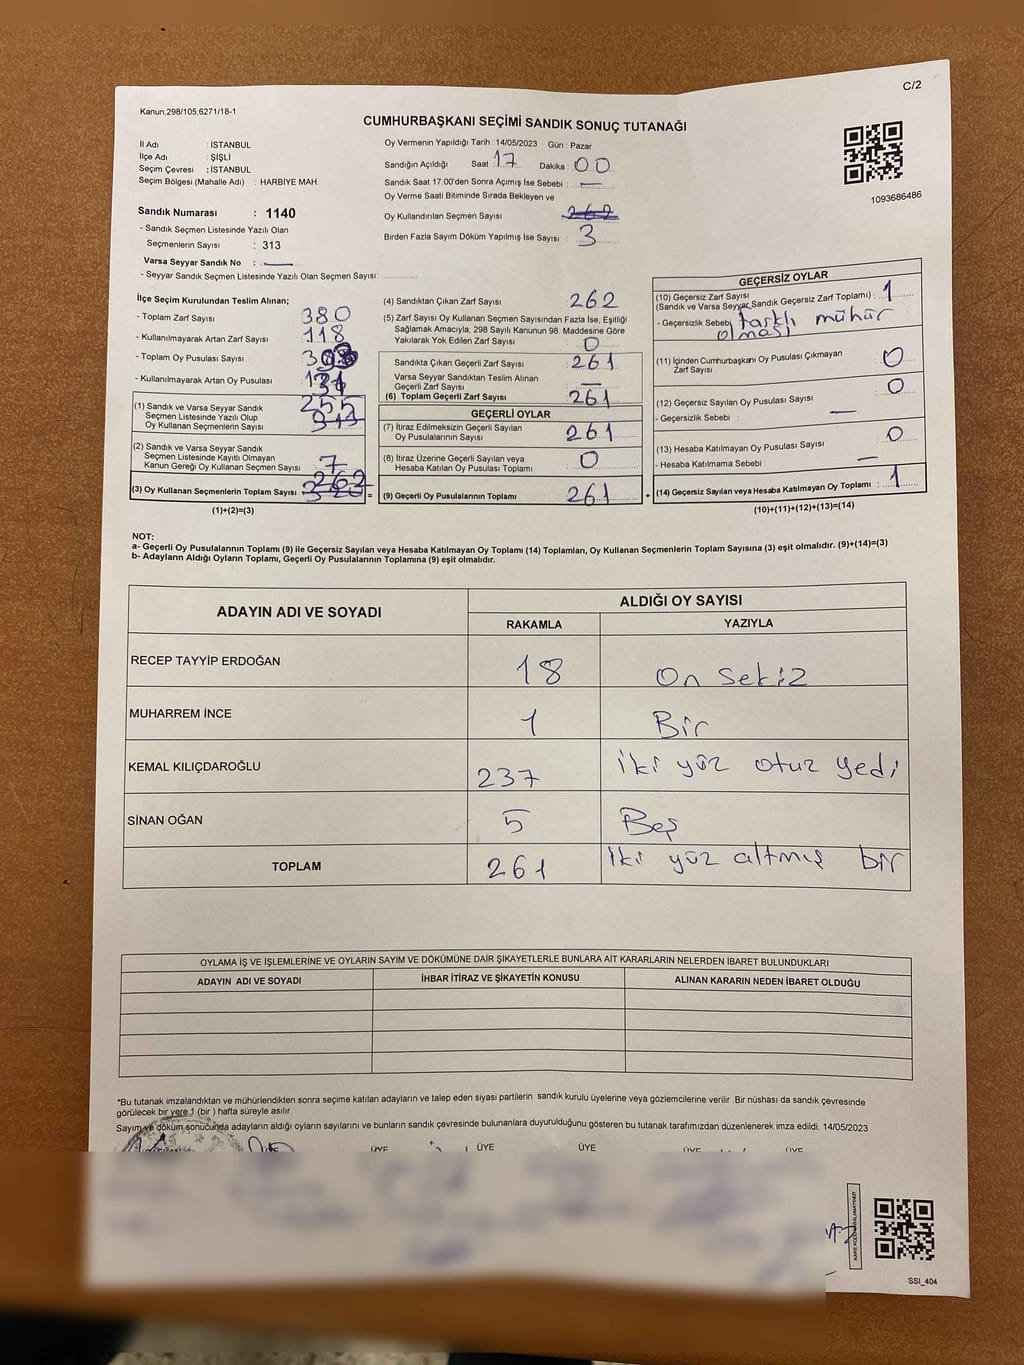 C/2
Kanun,298/105,6271/18-1
CUMHURBAŞKANI SEÇİMİ SANDIK SONUÇ TUTANAĞI
İl Adı : İSTANBUL
İlçe Adı : ŞİŞLİ
Seçim Çevresi : İSTANBUL
Seçim Bölgesi (Mahalle Adı) : HARBİYE MAH.
Sandık Numarası : 1140
- Sandık Seçmen Listesinde Yazılı Olan
Seçmenlerin Sayısı : 313
Varsa Seyyar Sandık No :
- Seyyar Sandık Seçmen Listesinde Yazılı Olan Seçmen Sayısı:
Oy Vermenin Yapıldığı Tarih : 14/05/2023 Gün : Pazar
Sandığın Açıldığı Saat : 17 Dakika : 00
Sandık Saat 17:00'den Sonra Açımış İse Sebebi : —
Oy Verme Saati Bitiminde Sırada Bekleyen ve
Oy Kullandırılan Seçmen Sayısı : 262
Birden Fazla Sayım Döküm Yapılmış İse Sayısı : 3
1093686486
İlçe Seçim Kurulundan Teslim Alınan;
- Toplam Zarf Sayısı 380
- Kullanılmayarak Artan Zarf Sayısı 118
- Toplam Oy Pusulası Sayısı
- Kullanılmayarak Artan Oy Pusulası
(1) Sandık ve Varsa Seyyar Sandık
Seçmen Listesinde Yazılı Olup
Oy Kullanan Seçmenlerin Sayısı 255 313
(2) Sandık ve Varsa Seyyar Sandık
Seçmen Listesinde Kayıtlı Olmayan
Kanun Gereği Oy Kullanan Seçmen Sayısı 7
(3) Oy Kullanan Seçmenlerin Toplam Sayısı 262 320 =
(1)+(2)=(3)
(4) Sandıktan Çıkan Zarf Sayısı 262
(5) Zarf Sayısı Oy Kullanan Seçmen Sayısından Fazla İse, Eşitliği
Sağlamak Amacıyla, 298 Sayılı Kanunun 98. Maddesine Göre
Yakılarak Yok Edilen Zarf Sayısı 0
Sandıkta Çıkan Geçerli Zarf Sayısı 261
Varsa Seyyar Sandıktan Teslim Alınan
Geçerli Zarf Sayısı —
(6) Toplam Geçerli Zarf Sayısı 261
GEÇERLİ OYLAR
(7) İtiraz Edilmeksizin Geçerli Sayılan
Oy Pusulalarının Sayısı 261
(8) İtiraz Üzerine Geçerli Sayılan veya
Hesaba Katılan Oy Pusulası Toplamı 0
(9) Geçerli Oy Pusulalarının Toplamı 261 +
GEÇERSİZ OYLAR
(10) Geçersiz Zarf Sayısı
(Sandık ve Varsa Seyyar Sandık Geçersiz Zarf Toplamı) : 1
- Geçersizlik Sebebi farklı mühür
olması
(11) İçinden Cumhurbaşkanı Oy Pusulası Çıkmayan
Zarf Sayısı 0
(12) Geçersiz Sayılan Oy Pusulası Sayısı 0
- Geçersizlik Sebebi : —
(13) Hesaba Katılmayan Oy Pusulası Sayısı 0
- Hesaba Katılmama Sebebi : —
(14) Geçersiz Sayılan veya Hesaba Katılmayan Oy Toplamı : 1
(10)+(11)+(12)+(13)=(14)
NOT:
a- Geçerli Oy Pusulalarının Toplamı (9) ile Geçersiz Sayılan veya Hesaba Katılmayan Oy Toplamı (14) Toplamları, Oy Kullanan Seçmenlerin Toplam Sayısına (3) eşit olmalıdır. (9)+(14)=(3)
b- Adayların Aldığı Oyların Toplamı, Geçerli Oy Pusulalarının Toplamına (9) eşit olmalıdır.
ADAYIN ADI VE SOYADI ALDIĞI OY SAYISI
RAKAMLA YAZIYLA
RECEP TAYYİP ERDOĞAN 18 On Sekiz
MUHARREM İNCE 1 Bir
KEMAL KILIÇDAROĞLU 237 iki yüz otuz yedi
SİNAN OĞAN 5 Beş
TOPLAM 261 iki yüz altmış bir
OYLAMA İŞ VE İŞLEMLERİNE VE OYLARIN SAYIM VE DÖKÜMÜNE DAİR ŞİKAYETLERLE BUNLARA AİT KARARLARIN NELERDEN İBARET BULUNDUKLARI
ADAYIN ADI VE SOYADI İHBAR İTİRAZ VE ŞİKAYETİN KONUSU ALINAN KARARIN NEDEN İBARET OLDUĞU
*Bu tutanak imzalandıktan ve mühürlendikten sonra seçime katılan adayların ve talep eden siyasi partilerin sandık kurulu üyelerine veya gözlemcilerine verilir .Bir nüshası da sandık çevresinde
görülecek bir yere 1 (bir ) hafta süreyle asılır.
Sayım ve döküm sonucunda adayların aldığı oyların sayılarını ve bunların sandık çevresinde bulunanlara duyurulduğunu gösteren bu tutanak tarafımızdan düzenlenerek imza edildi. 14/05/2023
ÜYE ÜYE ÜYE ÜYE ÜYE
SSI_404